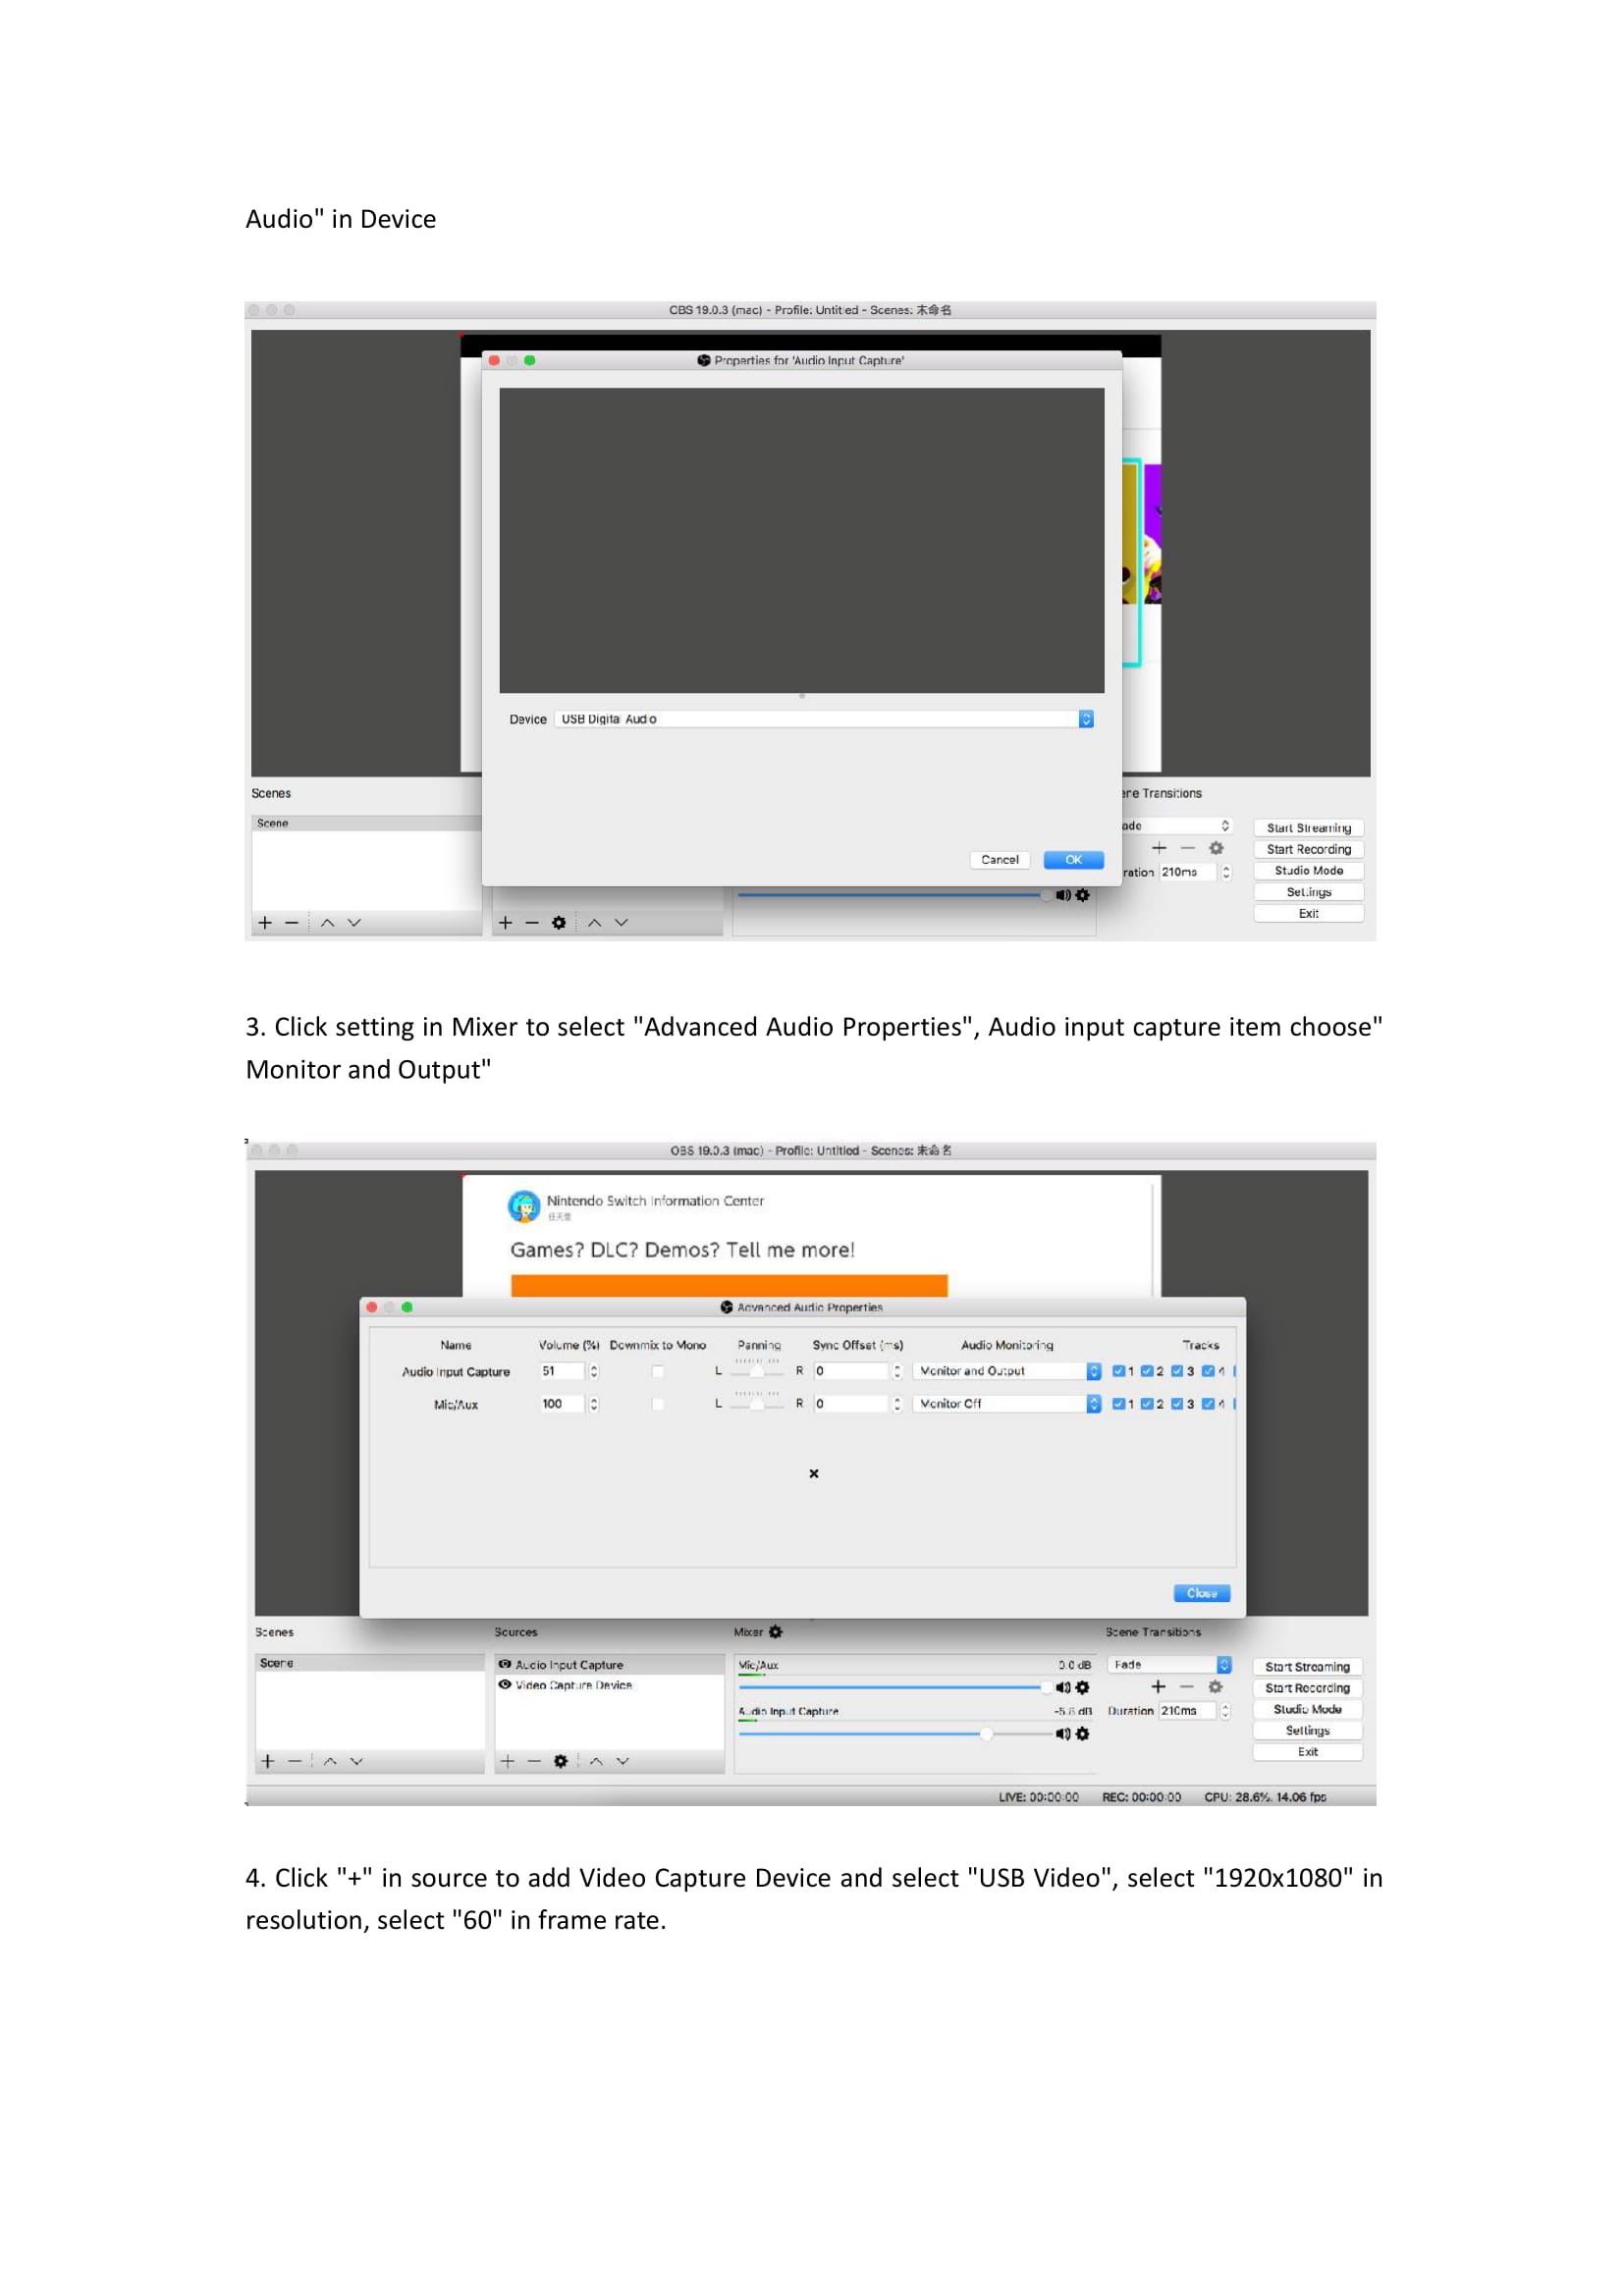 Audio" in Device
OBS 19.0.3 (mac) - Profile: Untitled - Scenes: 未命名
Properties for 'Audio Input Capture'
Device USB Digital Audio
Cancel OK
Scenes
Scene
ene Transitions
ade
ration 210ms
Start Streaming
Start Recording
Studio Mode
Settings
Exit
3. Click setting in Mixer to select "Advanced Audio Properties", Audio input capture item choose"
Monitor and Output"
OBS 19.0.3 (mac) - Profile: Untitled - Scenes: 未命名
Nintendo Switch Information Center
任天堂
Games? DLC? Demos? Tell me more!
Advanced Audio Properties
Name Volume (%) Downmix to Mono Panning Sync Offset (ms) Audio Monitoring Tracks
Audio Input Capture 51 L R 0 Monitor and Output 1 2 3 4
Mic/Aux 100 L R 0 Monitor Off 1 2 3 4
Close
Scenes
Scene
Sources
Audio Input Capture
Video Capture Device
Mixer
Mic/Aux 0.0 dB
Audio Input Capture -5.8 dB
Scene Transitions
Fade
Duration 210ms
Start Streaming
Start Recording
Studio Mode
Settings
Exit
LIVE: 00:00:00 REC: 00:00:00 CPU: 28.6%, 14.06 fps
4. Click "+" in source to add Video Capture Device and select "USB Video", select "1920x1080" in
resolution, select "60" in frame rate.